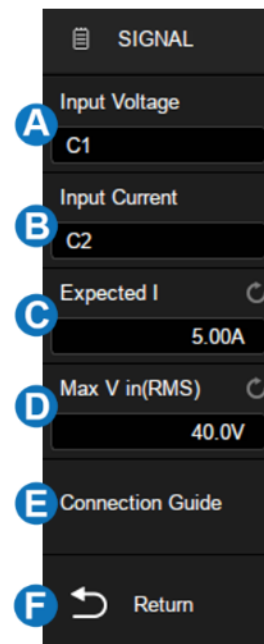 SIGNAL
A
Input Voltage
C1
B
Input Current
C2
C
Expected I
5.00A
D
Max V in(RMS)
40.0V
E
Connection Guide
F
Return